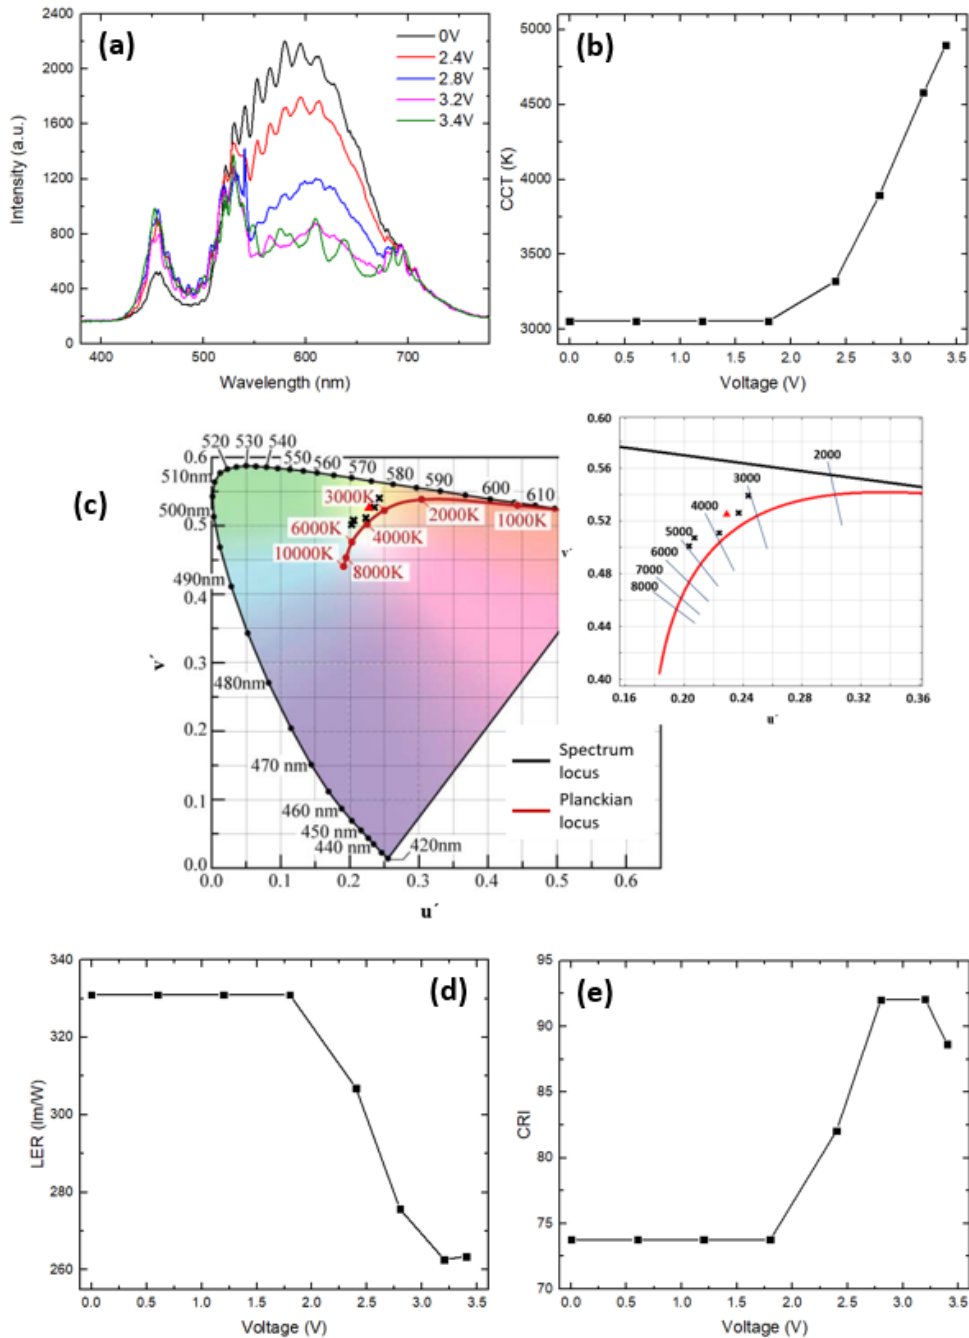 (a)
2400
2000
1600
1200
800
400
0
Intensity (a.u.)
400
500
600
700
Wavelength (nm)
0V
2.4V
2.8V
3.2V
3.4V
(b)
5000
4500
4000
3500
3000
CCT (K)
0.0 0.5 1.0 1.5 2.0 2.5 3.0 3.5
Voltage (V)
(c)
0.6
0.5
0.4
0.3
0.2
0.1
0.0
v´
0.0 0.1 0.2 0.3 0.4 0.5 0.6
u´
520 530 540
550 560 570 580 590 600 610
510nm
500nm
490nm
480nm
470 nm
460 nm
450 nm
440 nm
420nm
3000K
2000K
1000K
6000K
4000K
10000K
8000K
Spectrum
locus
Planckian
locus
0.60
0.56
0.52
0.48
0.44
0.40
v´
0.16 0.20 0.24 0.28 0.32 0.36
u´
2000
3000
4000
5000
6000
7000
8000
(d)
340
320
300
280
260
LER (lm/W)
0.0 0.5 1.0 1.5 2.0 2.5 3.0 3.5
Voltage (V)
(e)
95
90
85
80
75
70
CRI
0.0 0.5 1.0 1.5 2.0 2.5 3.0 3.5
Voltage (V)